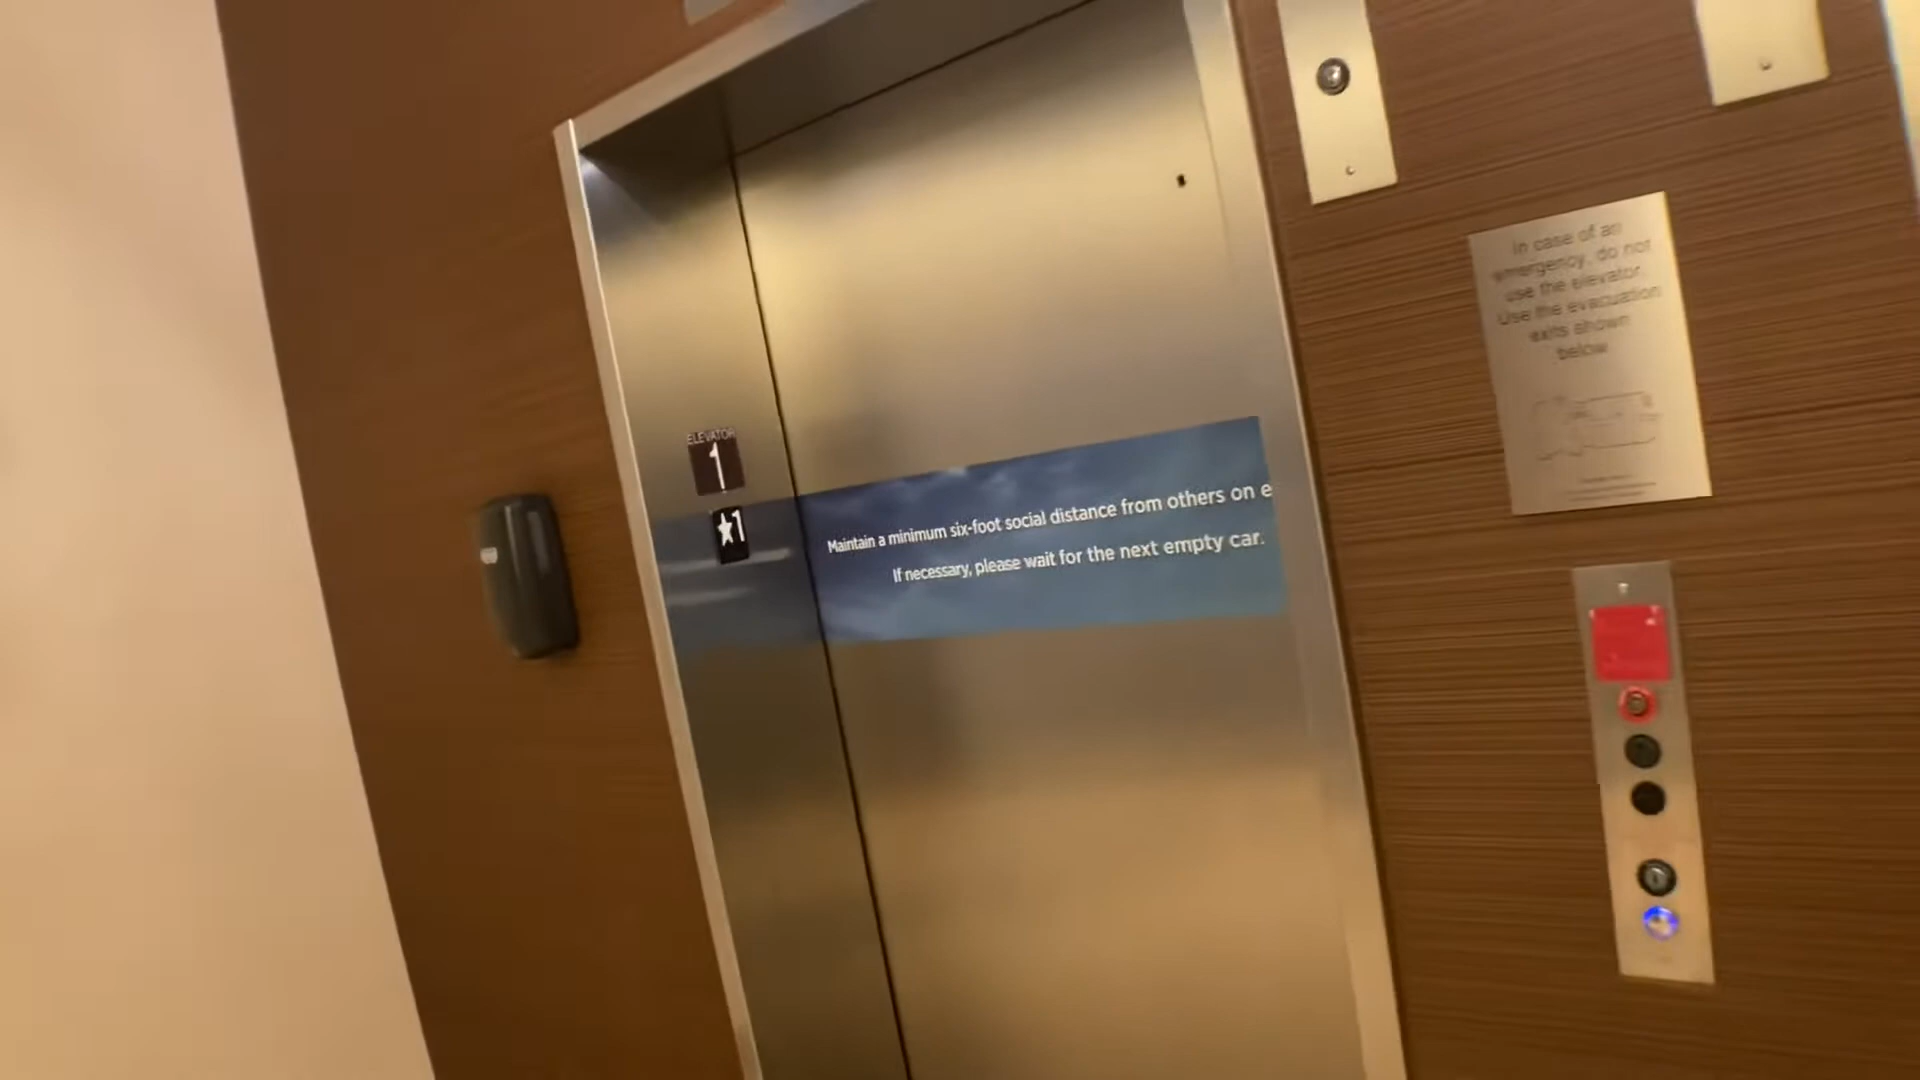 ELEVATOR
1
★1
Maintain a minimum six-foot social distance from others on e
If necessary, please wait for the next empty car.
In case of an
emergency, do not
use the elevator.
Use the evacuation
exits shown
below